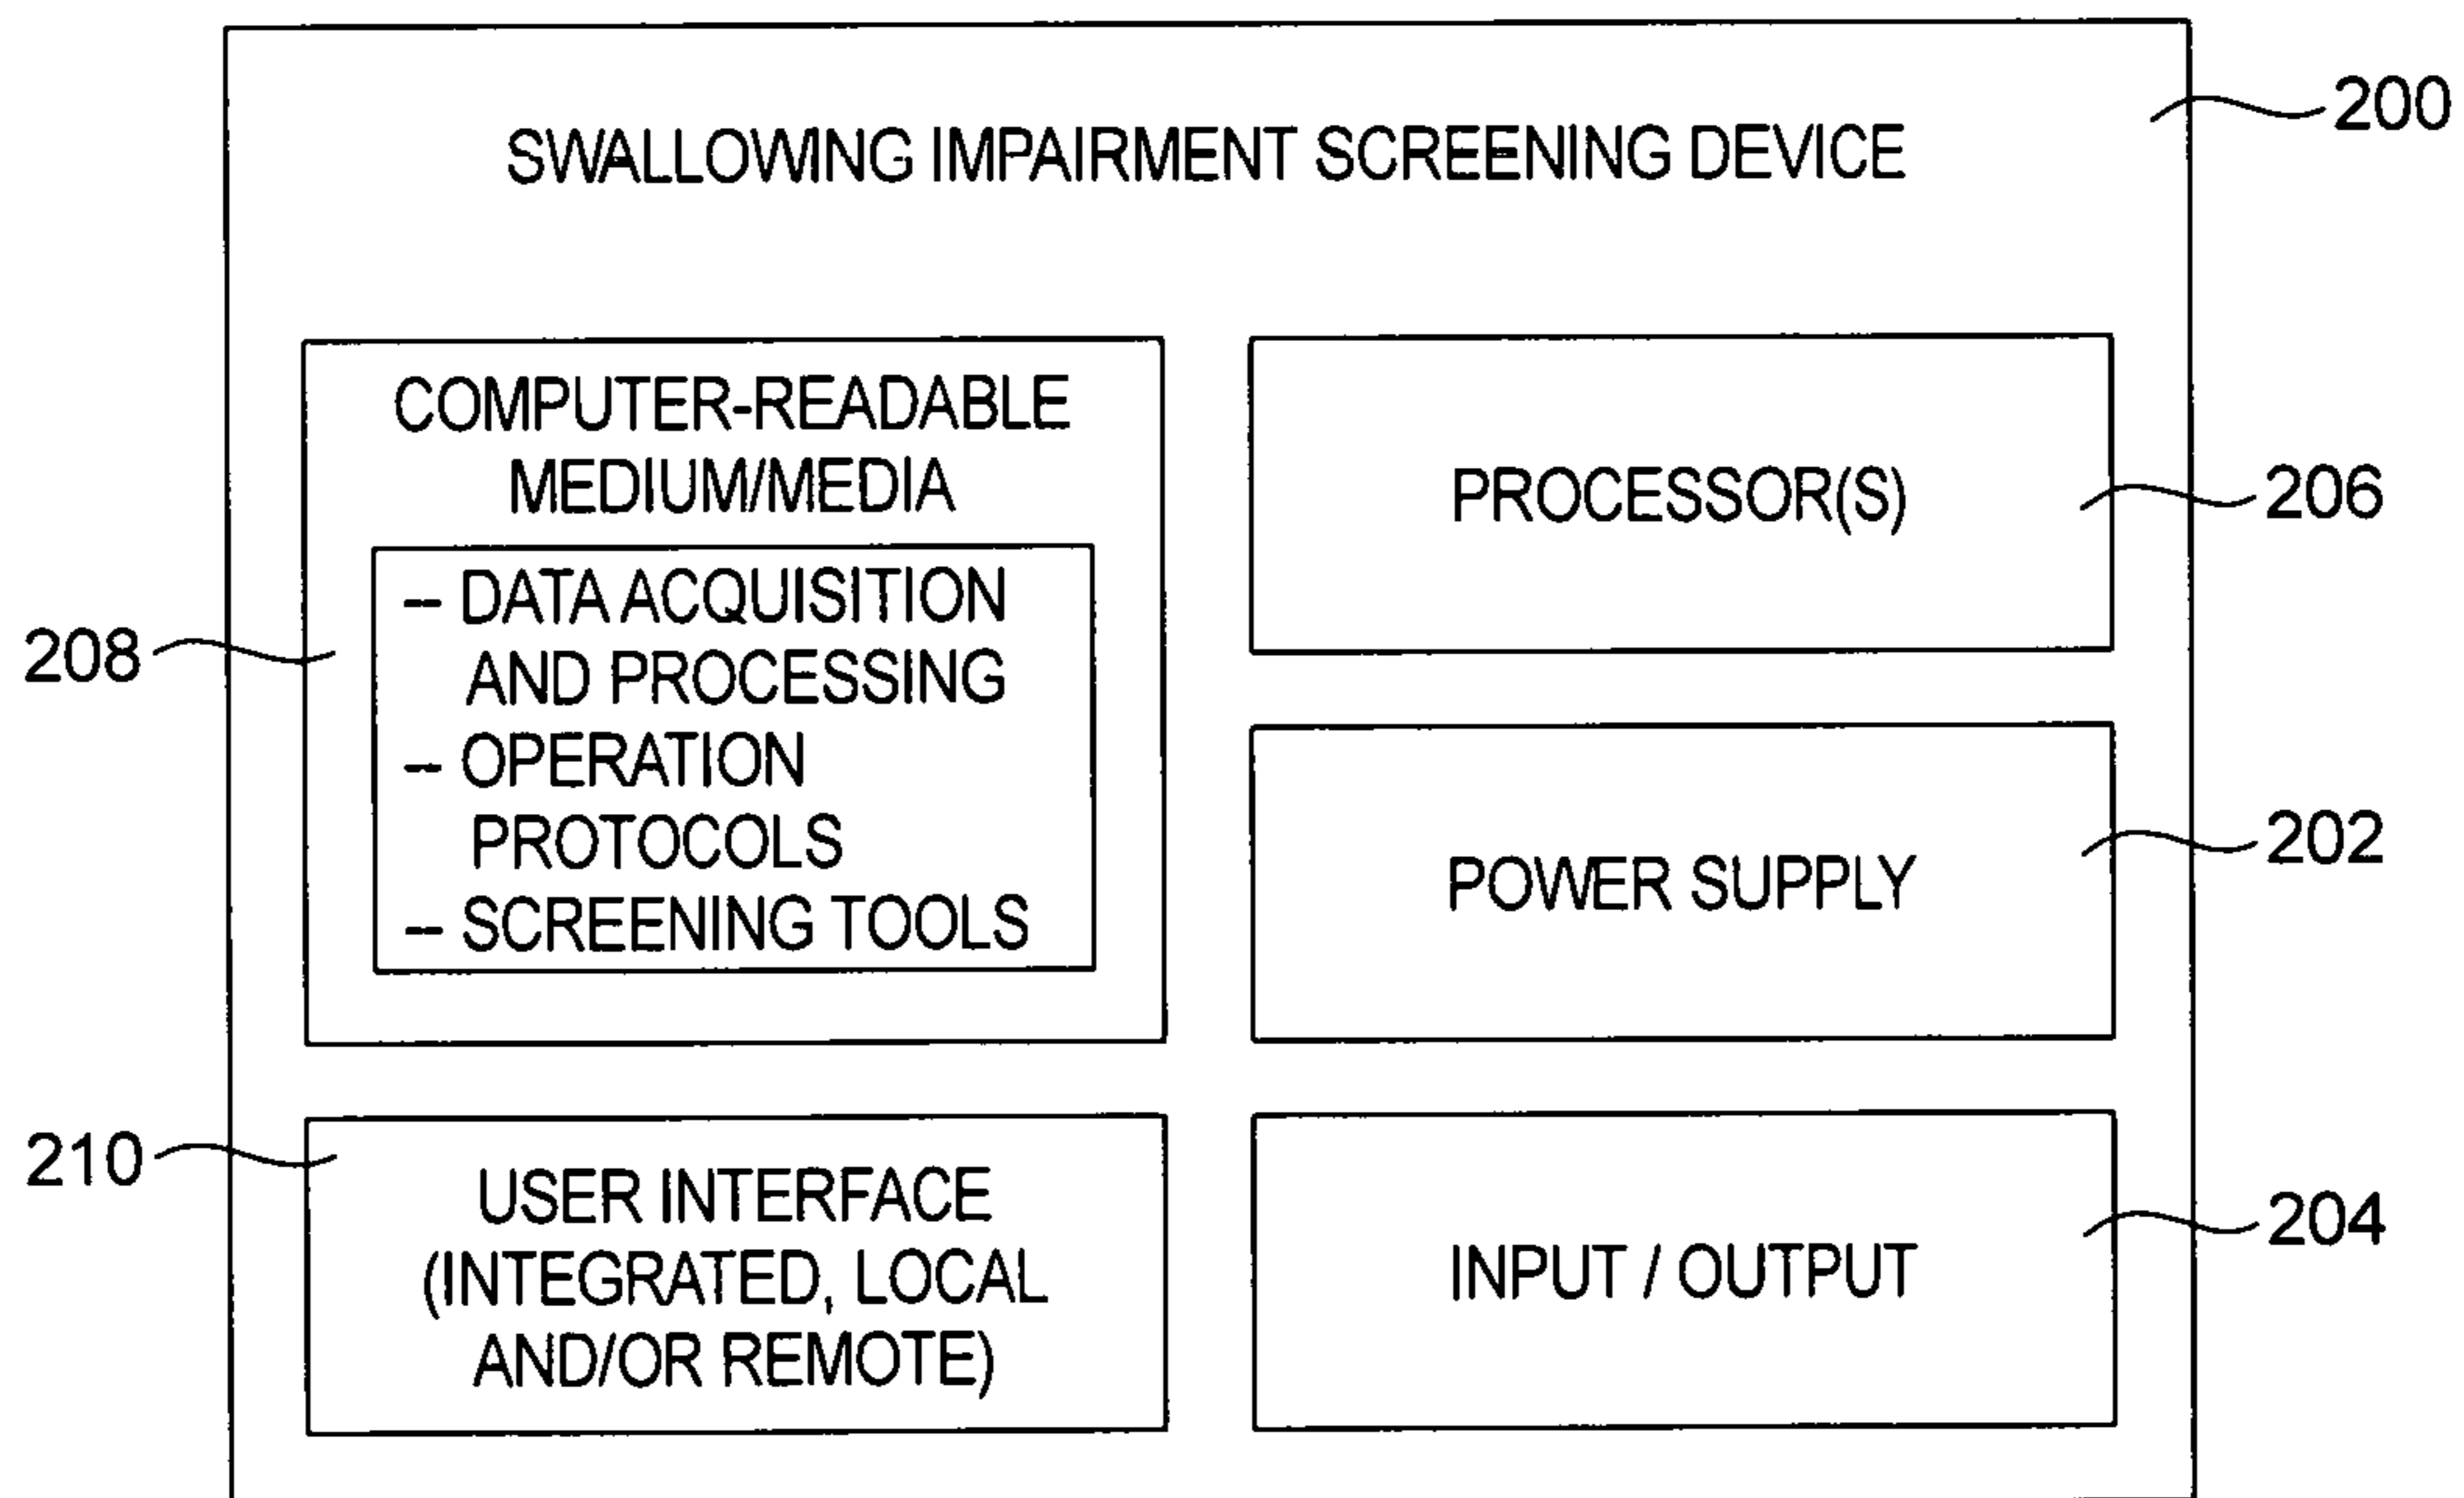 200
SWALLOWING IMPAIRMENT SCREENING DEVICE
COMPUTER-READABLE
MEDIUM/MEDIA
– DATA ACQUISITION
AND PROCESSING
– OPERATION
PROTOCOLS
– SCREENING TOOLS
208
PROCESSOR(S)
206
POWER SUPPLY
202
210
USER INTERFACE
(INTEGRATED, LOCAL
AND/OR REMOTE)
INPUT / OUTPUT
204